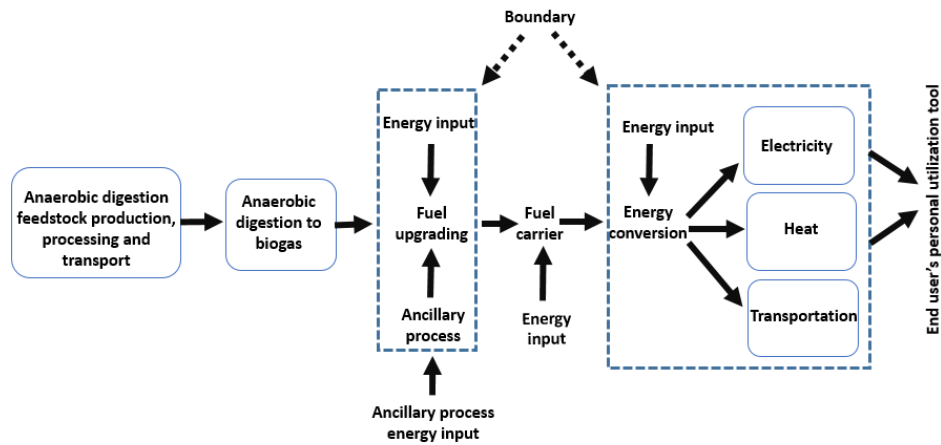 Boundary
Anaerobic digestion
feedstock production,
processing and
transport
Anaerobic
digestion to
biogas
Energy input
Fuel
upgrading
Ancillary
process
Ancillary process
energy input
Fuel
carrier
Energy
input
Energy input
Energy
conversion
Electricity
Heat
Transportation
End user's personal utilization tool